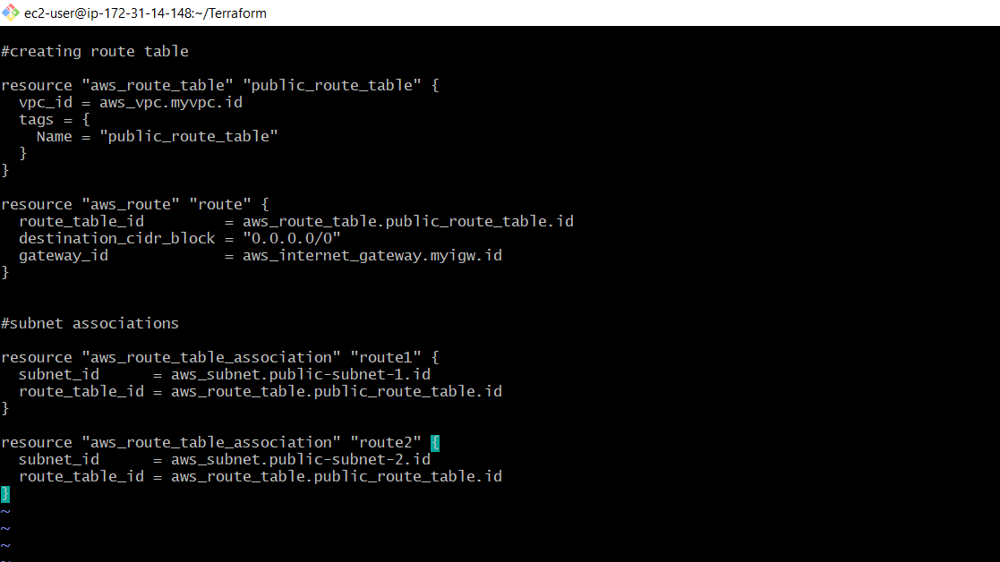 ec2-user@ip-172-31-14-148:~/Terraform
#creating route table
resource "aws_route_table" "public_route_table" {
  vpc_id = aws_vpc.myvpc.id
  tags = {
    Name = "public_route_table"
  }
}
resource "aws_route" "route" {
  route_table_id         = aws_route_table.public_route_table.id
  destination_cidr_block = "0.0.0.0/0"
  gateway_id             = aws_internet_gateway.myigw.id
}
#subnet associations
resource "aws_route_table_association" "route1" {
  subnet_id      = aws_subnet.public-subnet-1.id
  route_table_id = aws_route_table.public_route_table.id
}
resource "aws_route_table_association" "route2" {
  subnet_id      = aws_subnet.public-subnet-2.id
  route_table_id = aws_route_table.public_route_table.id
}
~
~
~
~